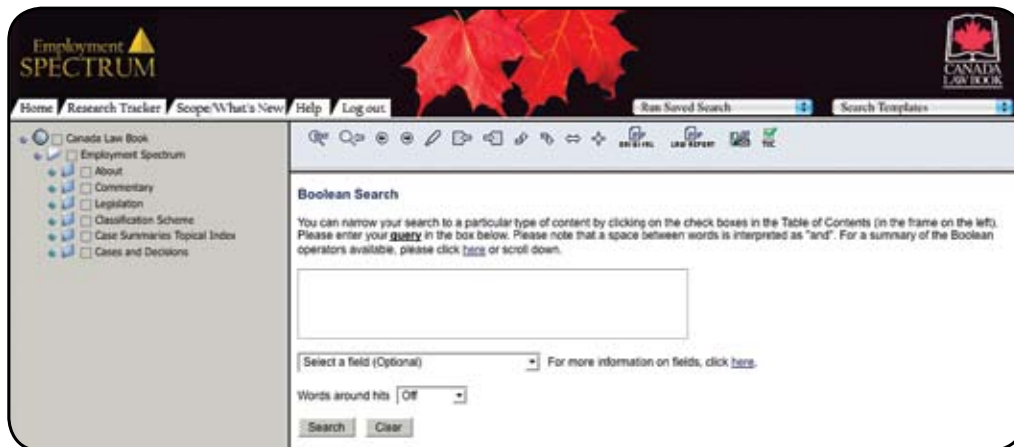 Employment
SPECTRUM
CANADA
LAW BOOK
Home Research Tracker Scope/What's New Help Log out
Run Saved Search
Search Templates
Canada Law Book
Employment Spectrum
About
Commentary
Legislation
Classification Scheme
Case Summaries Topical Index
Cases and Decisions
ORIGINAL
LAW REPORT
TOC
Boolean Search
You can narrow your search to a particular type of content by clicking on the check boxes in the Table of Contents (in the frame on the left).
Please enter your query in the box below. Please note that a space between words is interpreted as "and". For a summary of the Boolean
operators available, please click here or scroll down.
Select a field (Optional)
For more information on fields, click here.
Words around hits Off
Search Clear